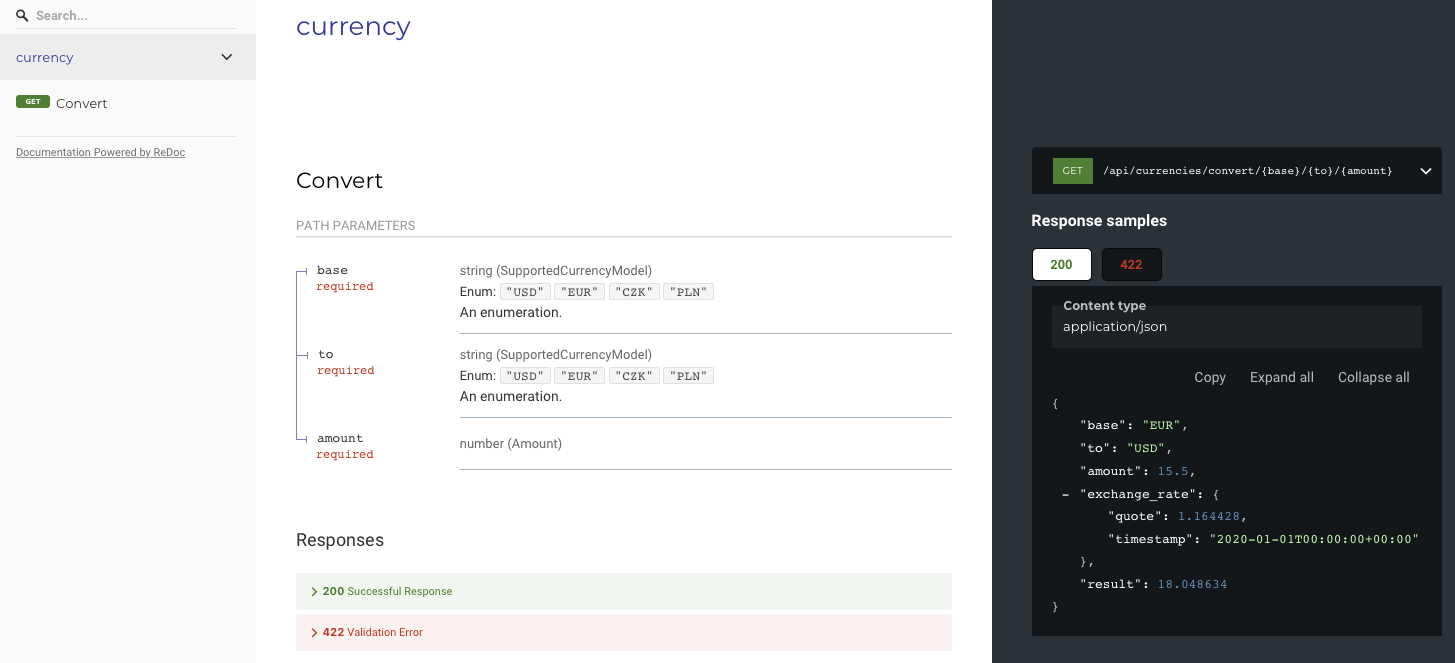 Search...
currency
GET Convert
Documentation Powered by ReDoc
currency
Convert
PATH PARAMETERS
base
required
string (SupportedCurrencyModel)
Enum: "USD" "EUR" "CZK" "PLN"
An enumeration.
to
required
string (SupportedCurrencyModel)
Enum: "USD" "EUR" "CZK" "PLN"
An enumeration.
amount
required
number (Amount)
Responses
200 Successful Response
422 Validation Error
GET /api/currencies/convert/{base}/{to}/{amount}
Response samples
200 422
Content type
application/json
Copy Expand all Collapse all
{
"base": "EUR",
"to": "USD",
"amount": 15.5,
- "exchange_rate": {
"quote": 1.164428,
"timestamp": "2020-01-01T00:00:00+00:00"
},
"result": 18.048634
}